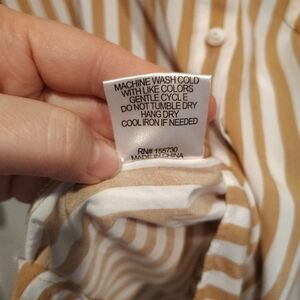 MACHINE WASH COLD
WITH LIKE COLORS
GENTLE CYCLE
DO NOT TUMBLE DRY
HANG DRY
COOL IRON IF NEEDED
RN# 155730
MADE IN CHINA